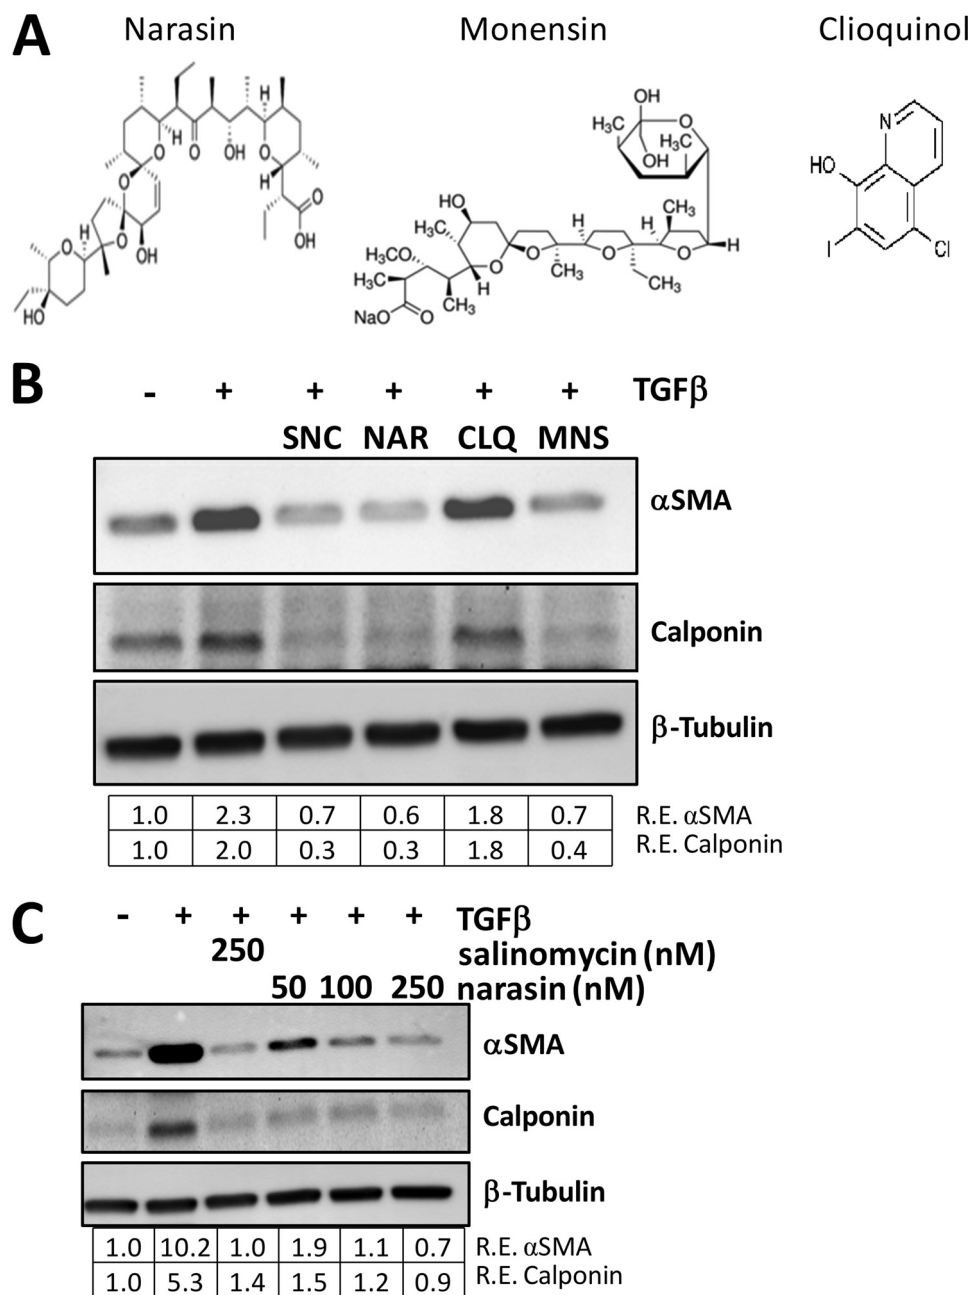 A
Narasin
Monensin
Clioquinol
H
H
O
O
OH
O
H
O
OH
O
O
OH
H
O
O
HO
OH
H₃C
O
OH
H₃C
HO
H₃C
H₃CO
H₃C
O
H
CH₃
NaO
O
O
CH₃
H
O
CH₃
H
CH₃
O
H
N
HO
I
Cl
B
- + + + + + TGFβ
SNC NAR CLQ MNS
αSMA
Calponin
β-Tubulin
1.0 2.3 0.7 0.6 1.8 0.7 R.E. αSMA
1.0 2.0 0.3 0.3 1.8 0.4 R.E. Calponin
C
- + + + + + TGFβ
250 salinomycin (nM)
50 100 250 narasin (nM)
αSMA
Calponin
β-Tubulin
1.0 10.2 1.0 1.9 1.1 0.7 R.E. αSMA
1.0 5.3 1.4 1.5 1.2 0.9 R.E. Calponin